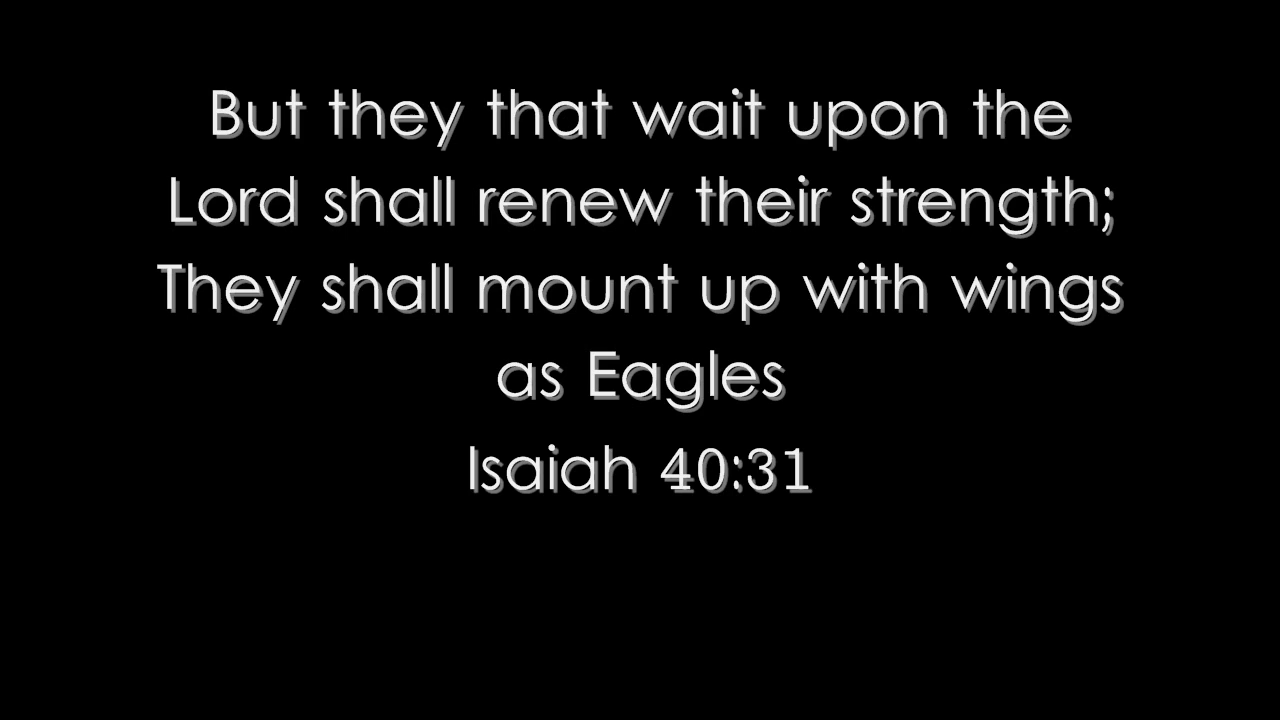 But they that wait upon the
Lord shall renew their strength;
They shall mount up with wings
as Eagles
Isaiah 40:31